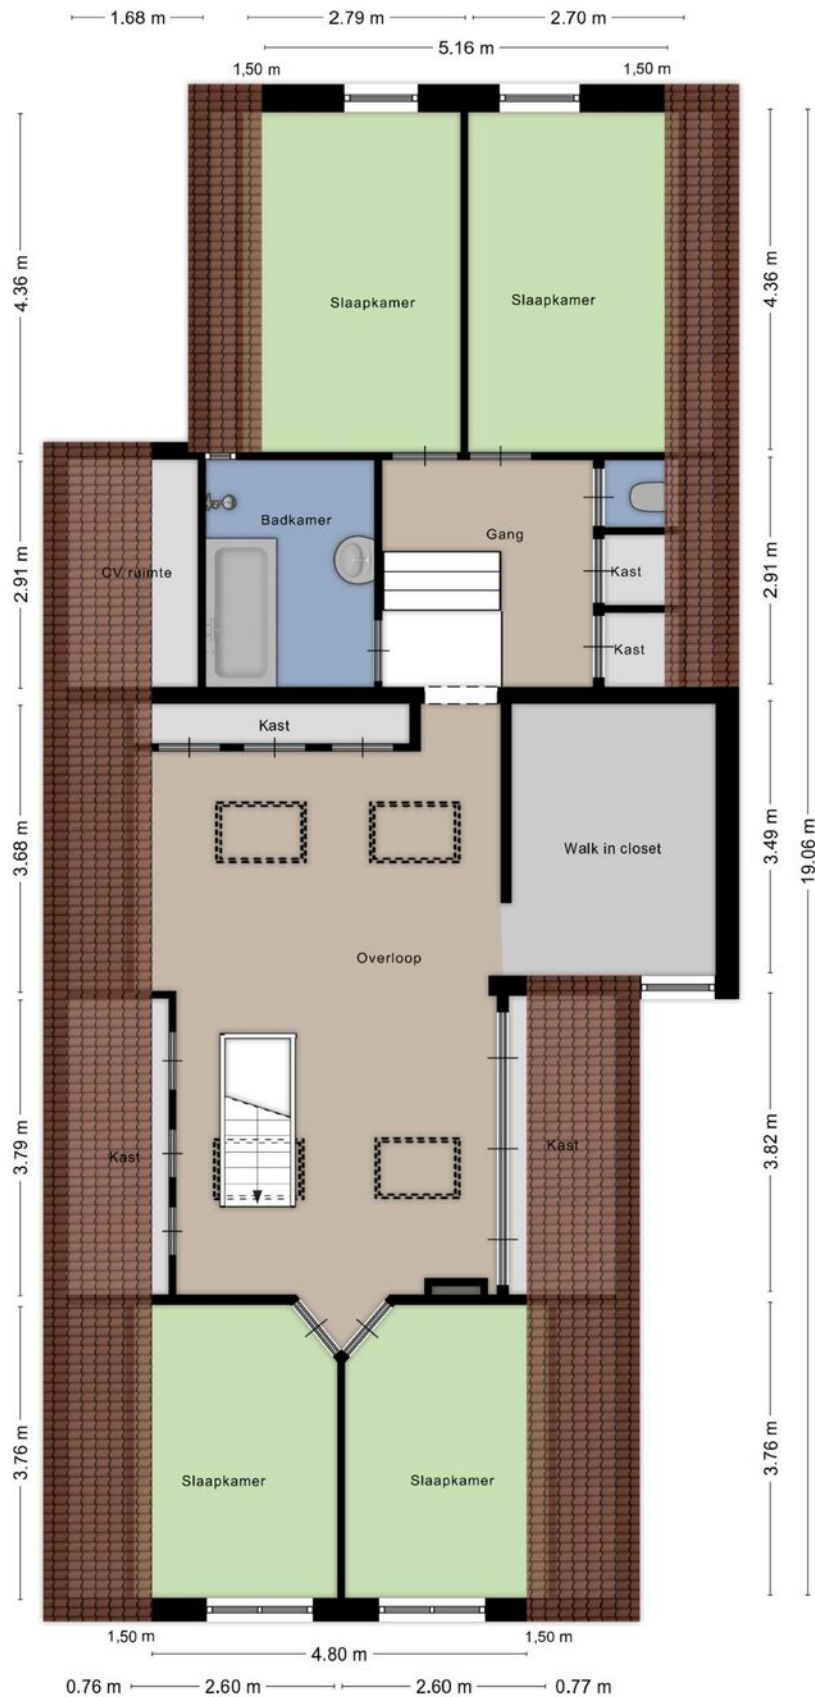 1.68 m 2.79 m 2.70 m
5.16 m
1,50 m 1,50 m
4.36 m
4.36 m
Slaapkamer
Slaapkamer
Badkamer
Gang
CV ruimte
Kast
Kast
2.91 m
2.91 m
Kast
3.68 m
3.49 m
19.06 m
Walk in closet
Overloop
3.79 m
3.82 m
Kast
Kast
3.76 m
3.76 m
Slaapkamer
Slaapkamer
1,50 m 1,50 m
4.80 m
0.76 m 2.60 m 2.60 m 0.77 m